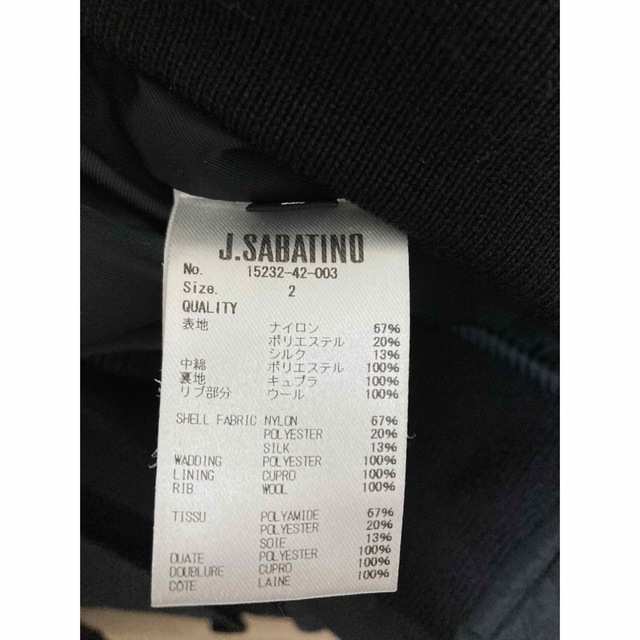 J.SABATINO
No. 15232-42-003
Size. 2
QUALITY
表地 ナイロン 67%
ポリエステル 20%
シルク 13%
中綿 ポリエステル 100%
裏地 キュプラ 100%
リブ部分 ウール 100%
SHELL FABRIC NYLON 67%
POLYESTER 20%
SILK 13%
WADDING POLYESTER 100%
LINING CUPRO 100%
RIB WOOL 100%
TISSU POLYAMIDE 67%
POLYESTER 20%
SOIE 13%
OUATE POLYESTER 100%
DOUBLURE CUPRO 100%
CÔTE LAINE 100%